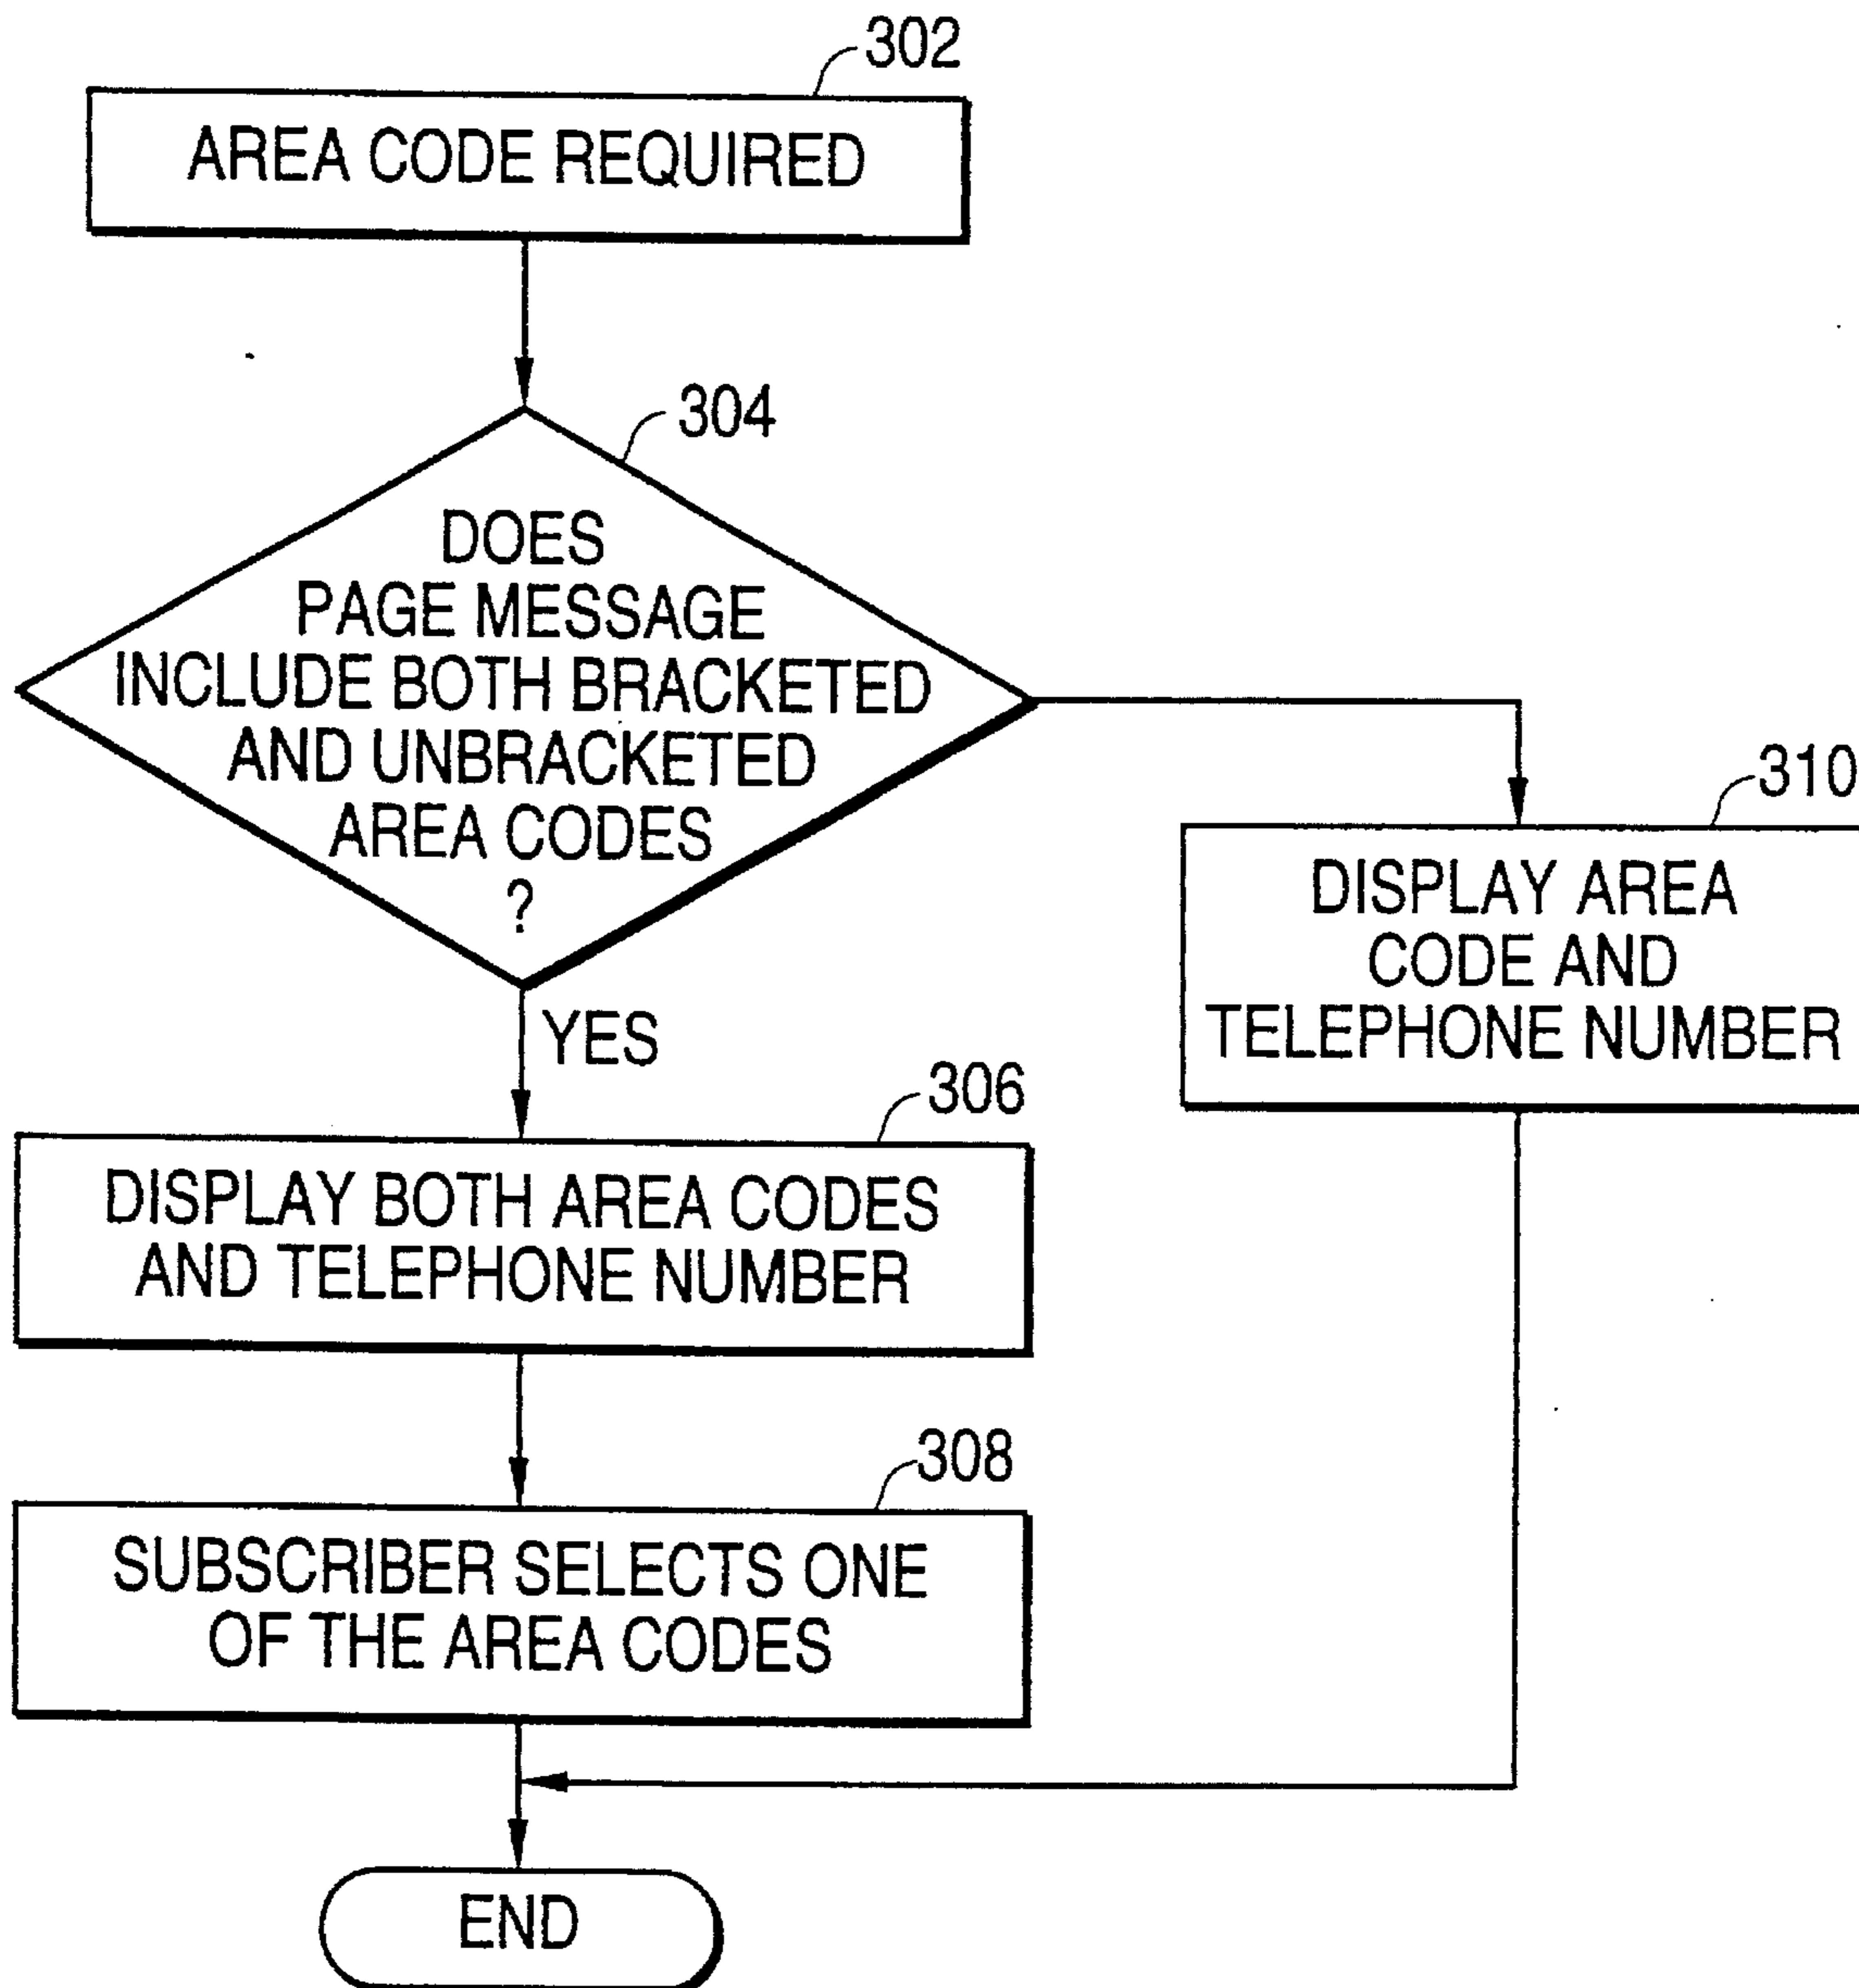 302
AREA CODE REQUIRED
304
DOES
PAGE MESSAGE
INCLUDE BOTH BRACKETED
AND UNBRACKETED
AREA CODES
?
YES
310
DISPLAY AREA
CODE AND
TELEPHONE NUMBER
306
DISPLAY BOTH AREA CODES
AND TELEPHONE NUMBER
308
SUBSCRIBER SELECTS ONE
OF THE AREA CODES
END